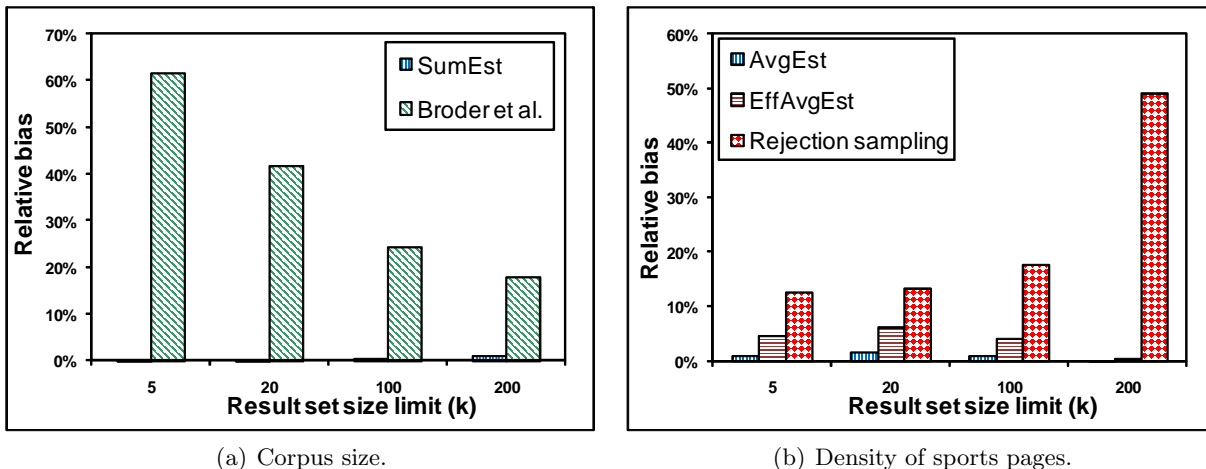 70%
60%
50%
40%
30%
20%
10%
0%
Relative bias
SumEst
Broder et al.
5 20 100 200
Result set size limit (k)
(a) Corpus size.
60%
50%
40%
30%
20%
10%
0%
Relative bias
AvgEst
EffAvgEst
Rejection sampling
5 20 100 200
Result set size limit (k)
(b) Density of sports pages.